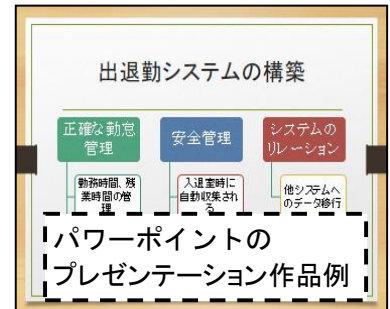 出退勤システムの構築
正確な勤怠
管理
安全管理
システムの
リレーション
勤務時間、残
業時間の管
理
入退室時に
自動収集され
る
他システムへ
のデータ移行
パワーポイントの
プレゼンテーション作品例